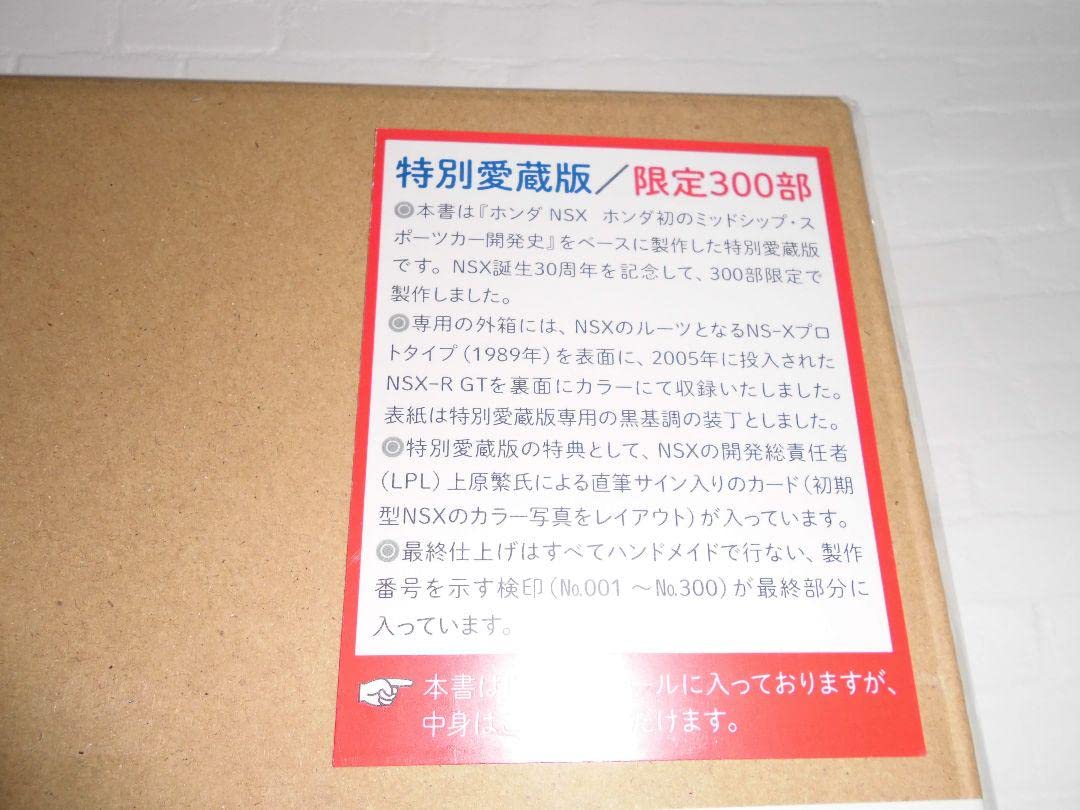 特別愛蔵版／限定300部
◎本書は『ホンダ NSX ホンダ初のミッドシップ・ス
ポーツカー開発史』をベースに製作した特別愛蔵版
です。NSX誕生30周年を記念して、300部限定で
製作しました。
◎専用の外箱には、NSXのルーツとなるNS-Xプロ
トタイプ（1989年）を表面に、2005年に投入された
NSX-R GTを裏面にカラーにて収録いたしました。
表紙は特別愛蔵版専用の黒基調の装丁としました。
◎特別愛蔵版の特典として、NSXの開発総責任者
（LPL）上原繁氏による直筆サイン入りのカード（初期
型NSXのカラー写真をレイアウト）が入っています。
◎最終仕上げはすべてハンドメイドで行ない、製作
番号を示す検印（№001 ～№300）が最終部分に
入っています。
本書は ールに入っておりますが、
中身は だけます。